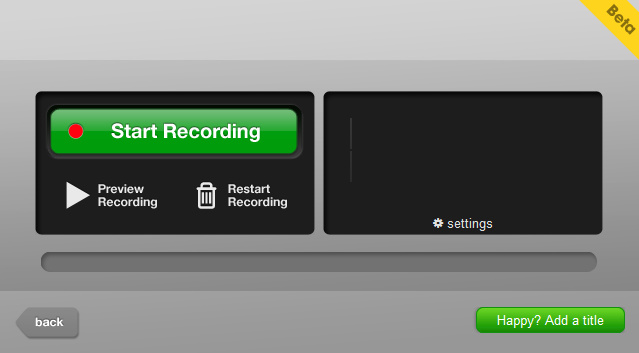 Beta
Start Recording
Preview
Recording
Restart
Recording
settings
back
Happy? Add a title